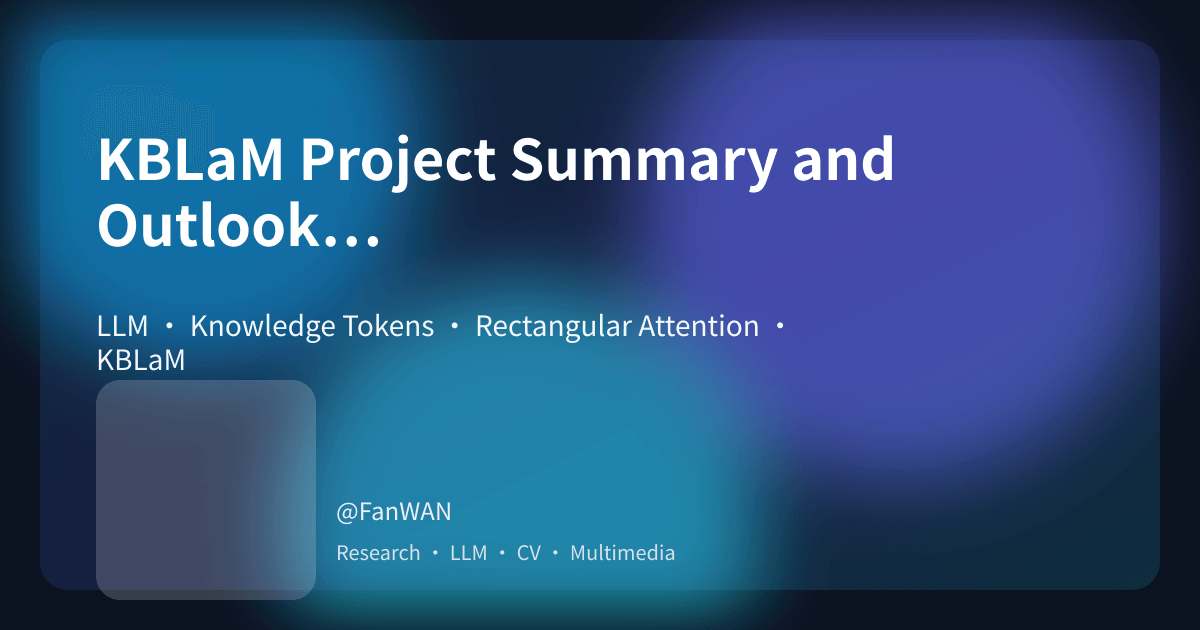 KBLaM Project Summary and
Outlook…
LLM • Knowledge Tokens • Rectangular Attention •
KBLaM
@FanWAN
Research • LLM • CV • Multimedia